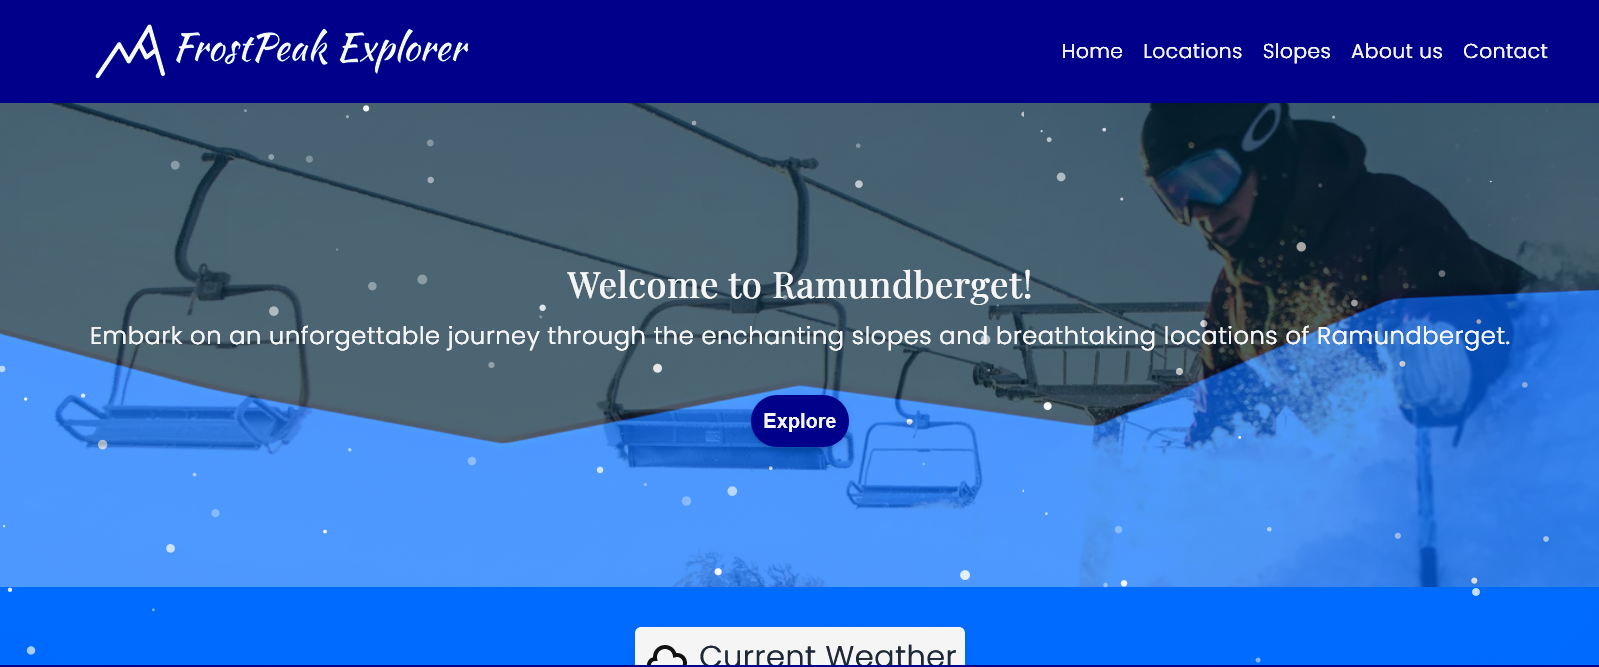 FrostPeak Explorer
Home Locations Slopes About us Contact
Welcome to Ramundberget!
Embark on an unforgettable journey through the enchanting slopes and breathtaking locations of Ramundberget.
Explore
Current Weather